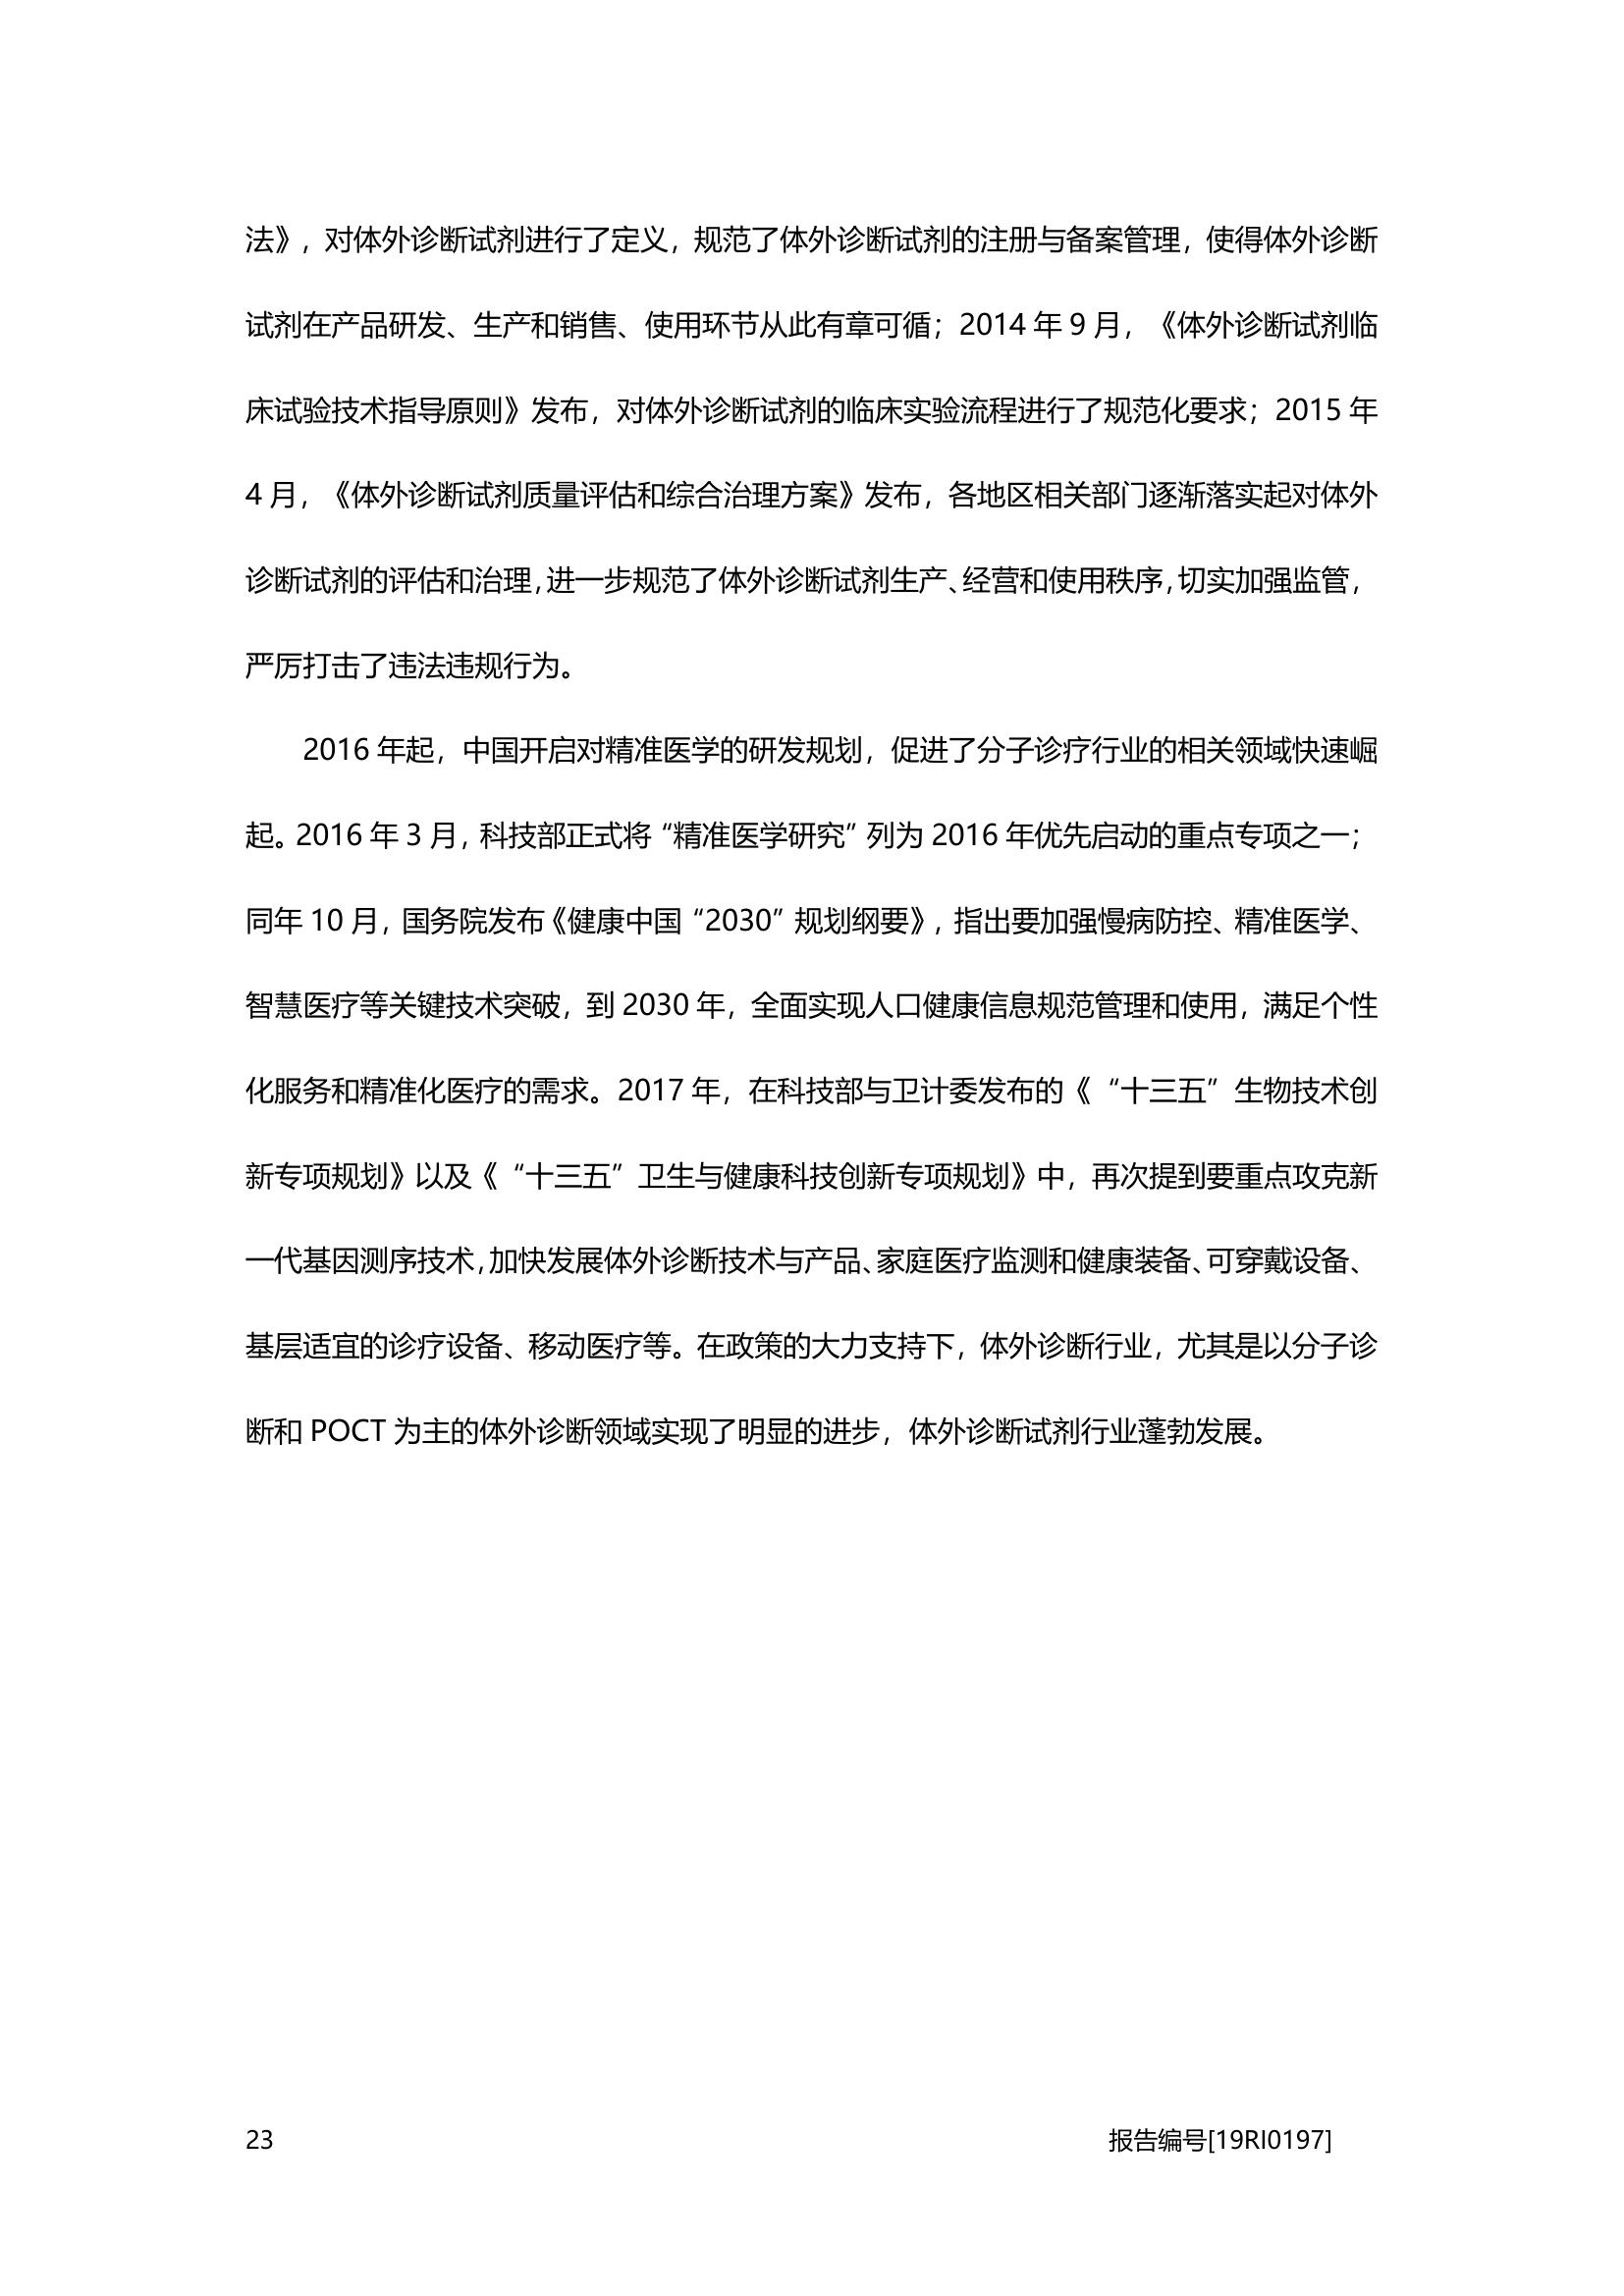 法》，对体外诊断试剂进行了定义，规范了体外诊断试剂的注册与备案管理，使得体外诊断
试剂在产品研发、生产和销售、使用环节从此有章可循；2014 年 9 月，《体外诊断试剂临
床试验技术指导原则》发布，对体外诊断试剂的临床实验流程进行了规范化要求；2015 年
4 月，《体外诊断试剂质量评估和综合治理方案》发布，各地区相关部门逐渐落实起对体外
诊断试剂的评估和治理，进一步规范了体外诊断试剂生产、经营和使用秩序，切实加强监管，
严厉打击了违法违规行为。
2016 年起，中国开启对精准医学的研发规划，促进了分子诊疗行业的相关领域快速崛
起。2016 年 3 月，科技部正式将“精准医学研究”列为 2016 年优先启动的重点专项之一；
同年 10 月，国务院发布《健康中国“2030”规划纲要》，指出要加强慢病防控、精准医学、
智慧医疗等关键技术突破，到 2030 年，全面实现人口健康信息规范管理和使用，满足个性
化服务和精准化医疗的需求。2017 年，在科技部与卫计委发布的《“十三五”生物技术创
新专项规划》以及《“十三五”卫生与健康科技创新专项规划》中，再次提到要重点攻克新
一代基因测序技术，加快发展体外诊断技术与产品、家庭医疗监测和健康装备、可穿戴设备、
基层适宜的诊疗设备、移动医疗等。在政策的大力支持下，体外诊断行业，尤其是以分子诊
断和 POCT 为主的体外诊断领域实现了明显的进步，体外诊断试剂行业蓬勃发展。
23 报告编号[19RI0197]